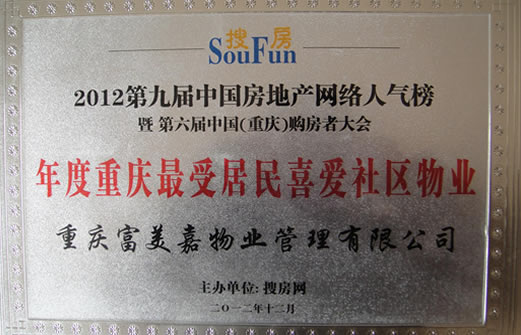 搜房
SouFun
2012第九届中国房地产网络人气榜
暨 第六届中国(重庆)购房者大会
年度重庆最受居民喜爱社区物业
重庆富美嘉物业管理有限公司
主办单位: 搜房网
二〇一二年十二月